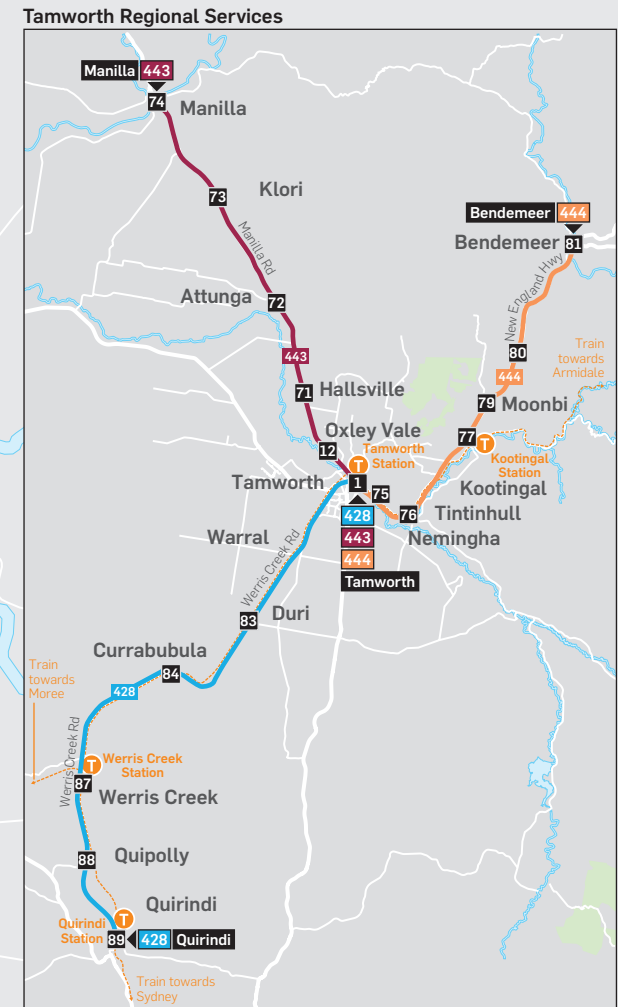 Tamworth Regional Services
Manilla 443
74
Manilla
73
Klori
Manilla Rd
Bendemeer 444
Bendemeer 81
New England Hwy
Attunga 72
443
80
Train
towards
Armidale
444
71 Hallsville
79 Moonbi
Oxley Vale
12
77
T
Kootingal
Station
T
Tamworth
Station
Tamworth 1
75
Kootingal
76
Tintinhull
Nemingha
428
443
444
Tamworth
Warral
Werris Creek Rd
83
Duri
Currabubula
84
428
Train
towards
Moree
Werris Creek Rd
T
Werris Creek
Station
87
Werris Creek
88
Quipolly
Quirindi
T
Quirindi
Station
89
428 Quirindi
Train towards
Sydney